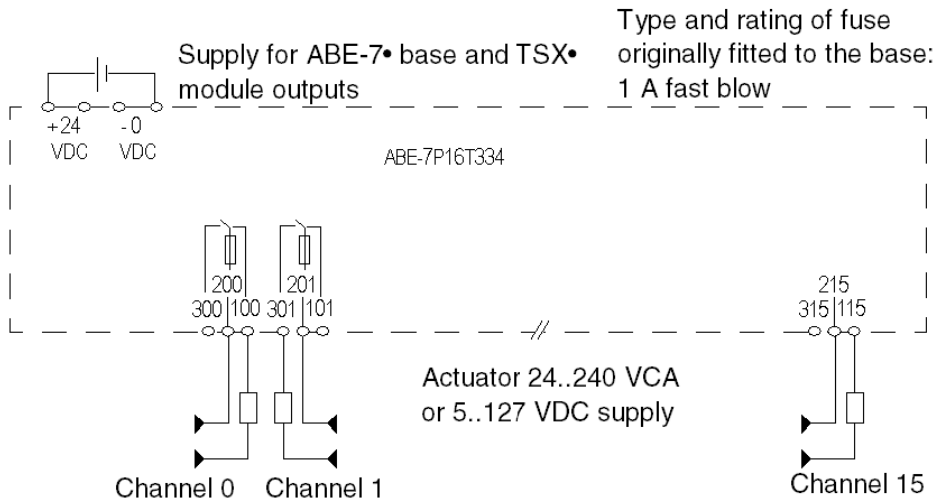 Supply for ABE-7• base and TSX•
module outputs
Type and rating of fuse
originally fitted to the base:
1 A fast blow
+24
VDC
-0
VDC
ABE-7P16T334
200
300
100
201
301
101
215
315
115
Actuator 24..240 VCA
or 5..127 VDC supply
Channel 0
Channel 1
Channel 15